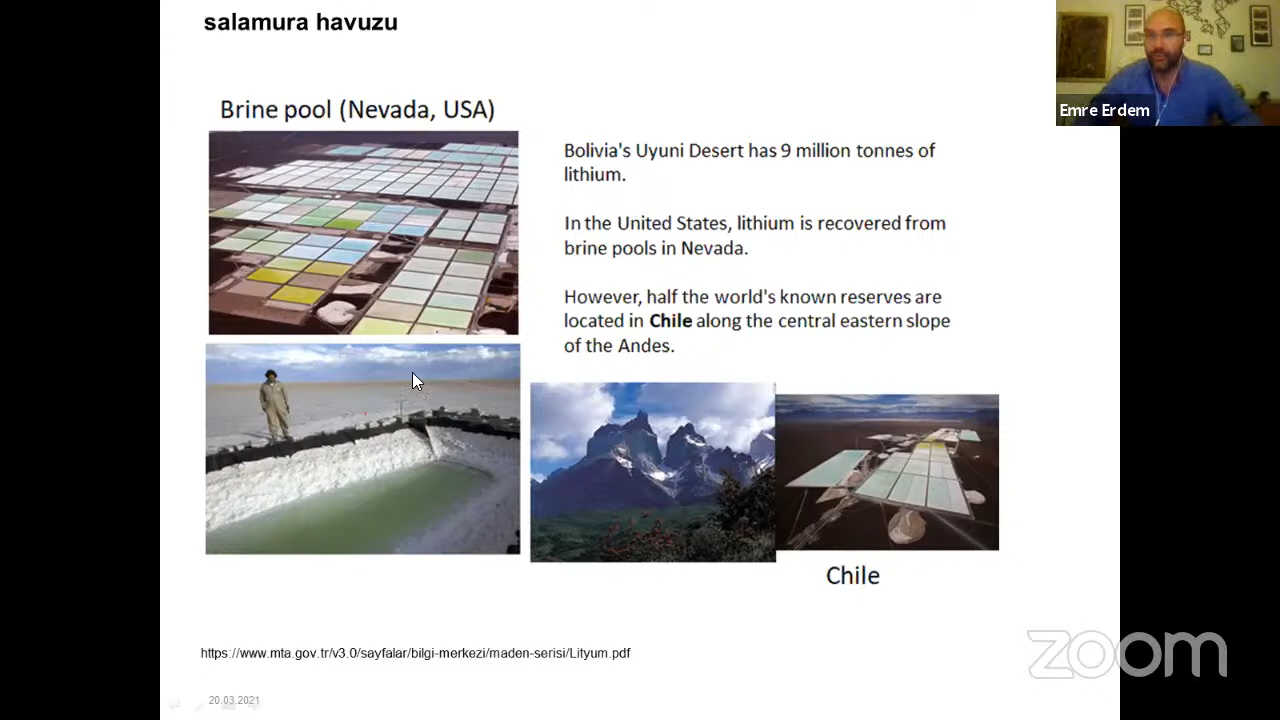 salamura havuzu
Brine pool (Nevada, USA)
Bolivia's Uyuni Desert has 9 million tonnes of
lithium.
In the United States, lithium is recovered from
brine pools in Nevada.
However, half the world's known reserves are
located in Chile along the central eastern slope
of the Andes.
Chile
https://www.mta.gov.tr/v3.0/sayfalar/bilgi-merkezi/maden-serisi/Lityum.pdf
20.03.2021
Emre Erdem
zoom